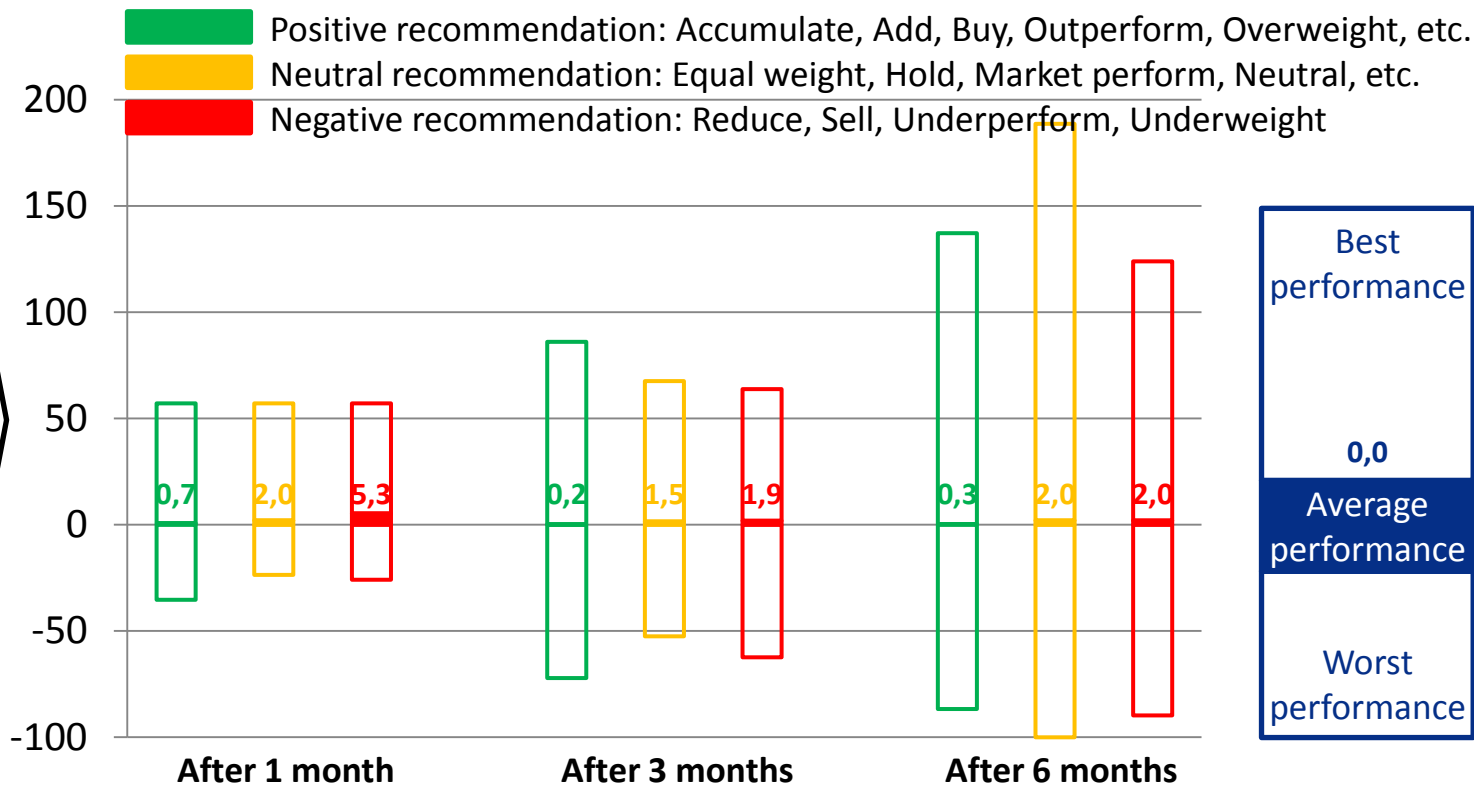 Positive recommendation: Accumulate, Add, Buy, Outperform, Overweight, etc.
Neutral recommendation: Equal weight, Hold, Market perform, Neutral, etc.
Negative recommendation: Reduce, Sell, Underperform, Underweight
200
150
100
50
0
-50
-100
0,7
2,0
5,3
0,2
1,5
1,9
0,3
2,0
2,0
After 1 month
After 3 months
After 6 months
Best
performance
0,0
Average
performance
Worst
performance